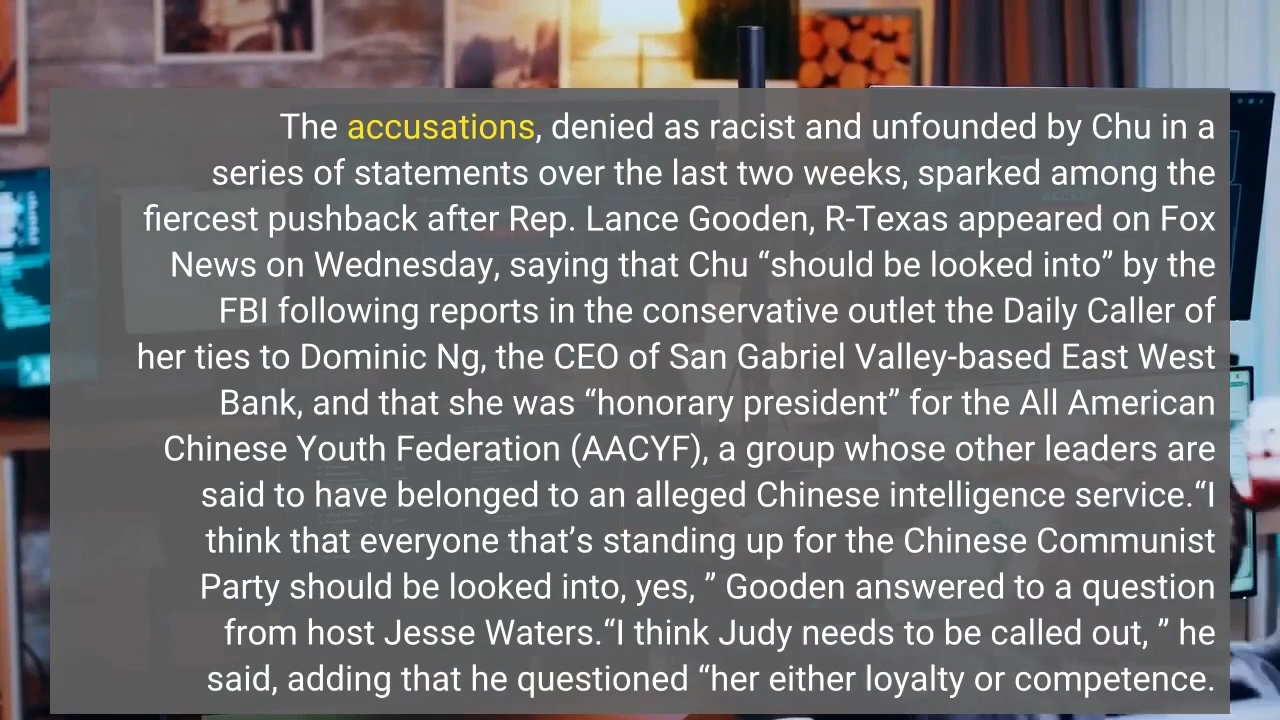 The accusations, denied as racist and unfounded by Chu in a
series of statements over the last two weeks, sparked among the
fiercest pushback after Rep. Lance Gooden, R-Texas appeared on Fox
News on Wednesday, saying that Chu “should be looked into” by the
FBI following reports in the conservative outlet the Daily Caller of
her ties to Dominic Ng, the CEO of San Gabriel Valley-based East West
Bank, and that she was “honorary president” for the All American
Chinese Youth Federation (AACYF), a group whose other leaders are
said to have belonged to an alleged Chinese intelligence service.“I
think that everyone that’s standing up for the Chinese Communist
Party should be looked into, yes, ” Gooden answered to a question
from host Jesse Waters.“I think Judy needs to be called out, ” he
said, adding that he questioned “her either loyalty or competence.